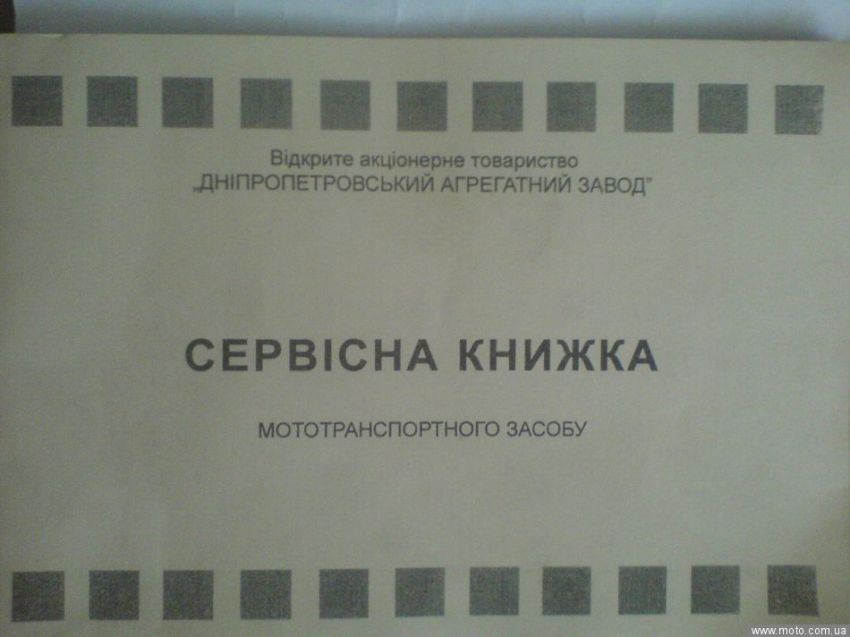 Відкрите акціонерне товариство
„ДНІПРОПЕТРОВСЬКИЙ АГРЕГАТНИЙ ЗАВОД”
СЕРВІСНА КНИЖКА
МОТОТРАНСПОРТНОГО ЗАСОБУ
www.moto.com.ua